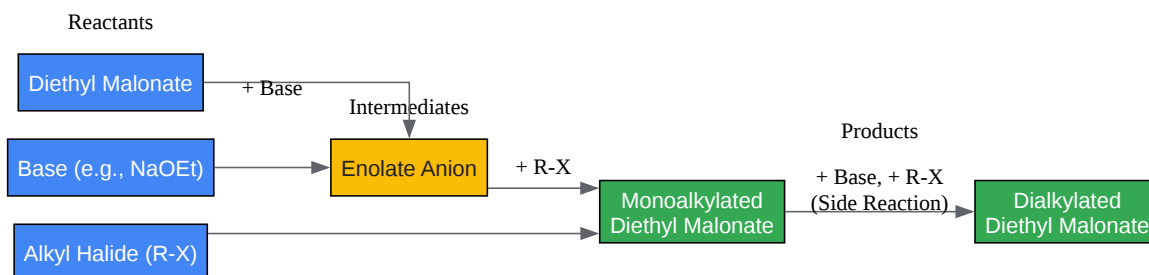 Reactants
Diethyl Malonate
+ Base
Intermediates
Base (e.g., NaOEt)
Enolate Anion
+ R-X
Products
+ Base, + R-X
(Side Reaction)
Monoalkylated
Diethyl Malonate
Dialkylated
Diethyl Malonate
Alkyl Halide (R-X)